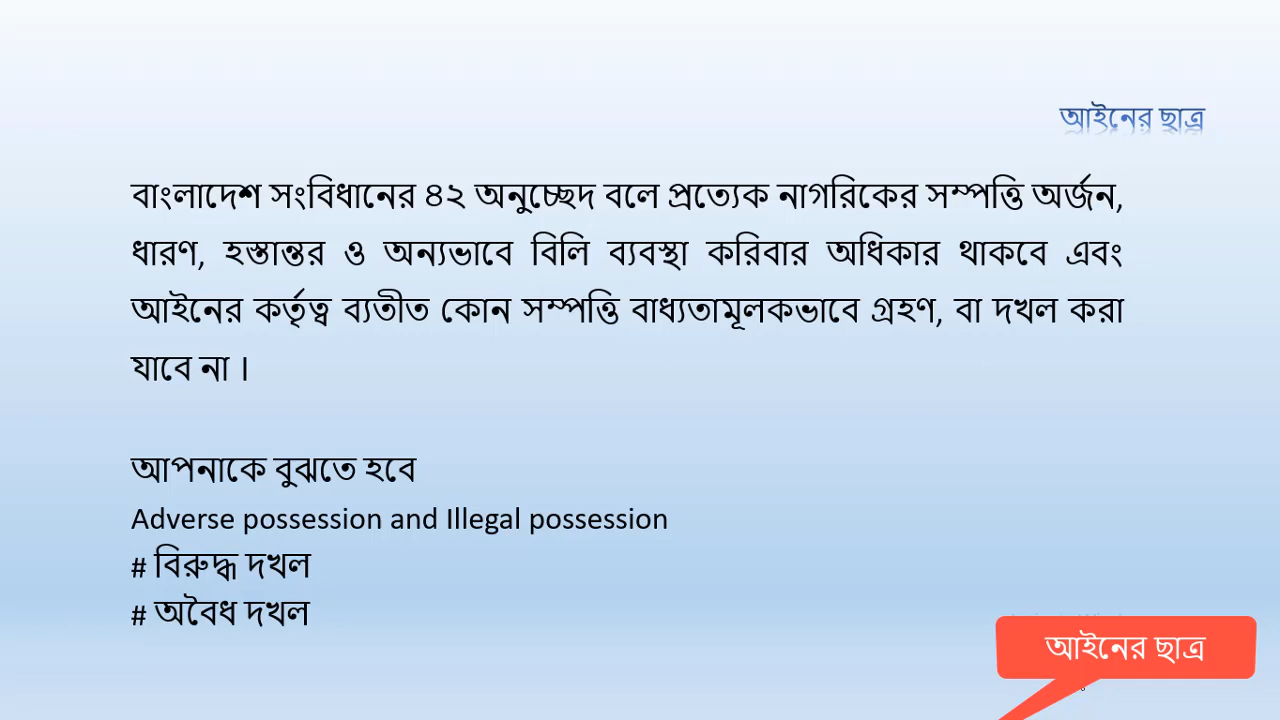 আইনের ছাত্র
বাংলাদেশ সংবিধানের ৪২ অনুচ্ছেদ বলে প্রত্যেক নাগরিকের সম্পত্তি অর্জন,
ধারণ, হস্তান্তর ও অন্যভাবে বিলি ব্যবস্থা করিবার অধিকার থাকবে এবং
আইনের কর্তৃত্ব ব্যতীত কোন সম্পত্তি বাধ্যতামূলকভাবে গ্রহণ, বা দখল করা
যাবে না ।
আপনাকে বুঝতে হবে
Adverse possession and Illegal possession
# বিরুদ্ধ দখল
# অবৈধ দখল
আইনের ছাত্র